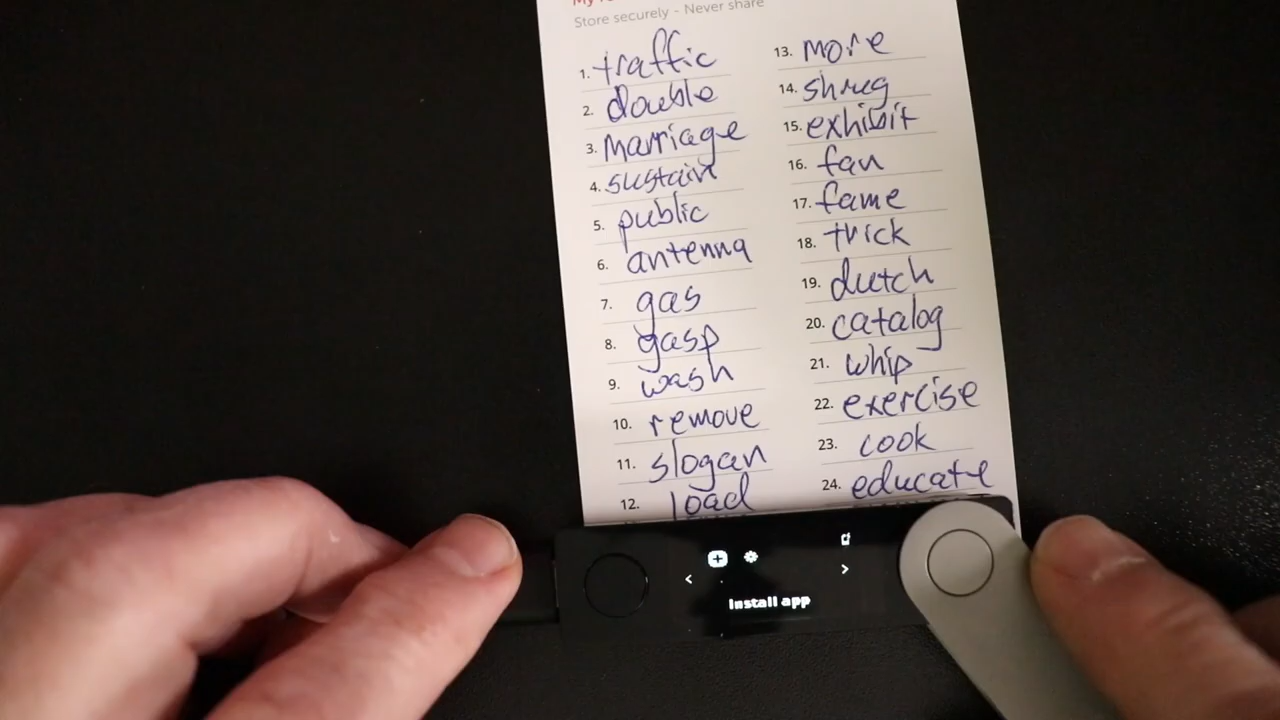 Store securely - Never share
1. traffic
2. double
3. marriage
4. sustain
5. public
6. antenna
7. gas
8. gasp
9. wash
10. remove
11. slogan
12. load
13. more
14. shrug
15. exhibit
16. fan
17. fame
18. trick
19. dutch
20. catalog
21. whip
22. exercise
23. cook
24. educate
Install app